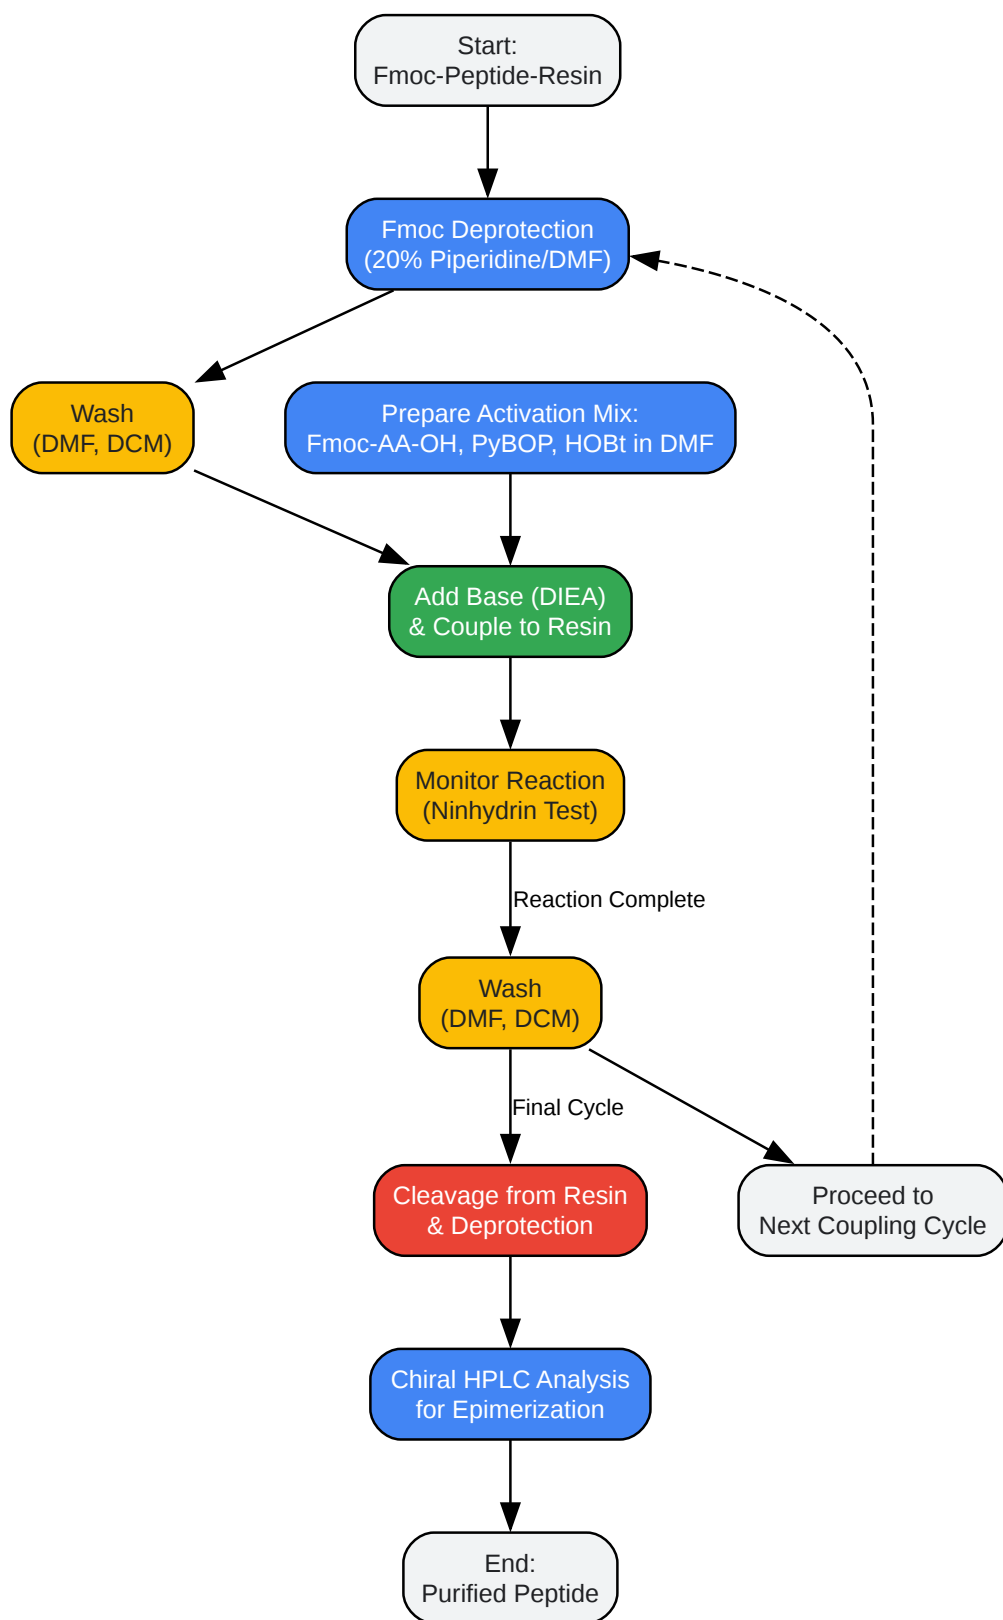 Start:
Fmoc-Peptide-Resin
Fmoc Deprotection
(20% Piperidine/DMF)
Wash
(DMF, DCM)
Prepare Activation Mix:
Fmoc-AA-OH, PyBOP, HOBt in DMF
Add Base (DIEA)
& Couple to Resin
Monitor Reaction
(Ninhydrin Test)
Reaction Complete
Wash
(DMF, DCM)
Final Cycle
Cleavage from Resin
& Deprotection
Proceed to
Next Coupling Cycle
Chiral HPLC Analysis
for Epimerization
End:
Purified Peptide